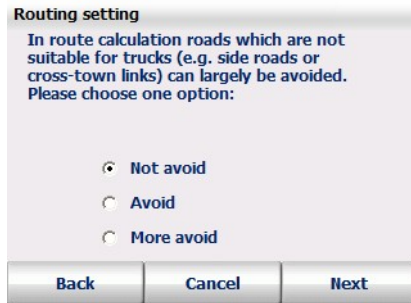 Routing setting
In route calculation roads which are not
suitable for trucks (e.g. side roads or
cross-town links) can largely be avoided.
Please choose one option:
Not avoid
Avoid
More avoid
Back Cancel Next